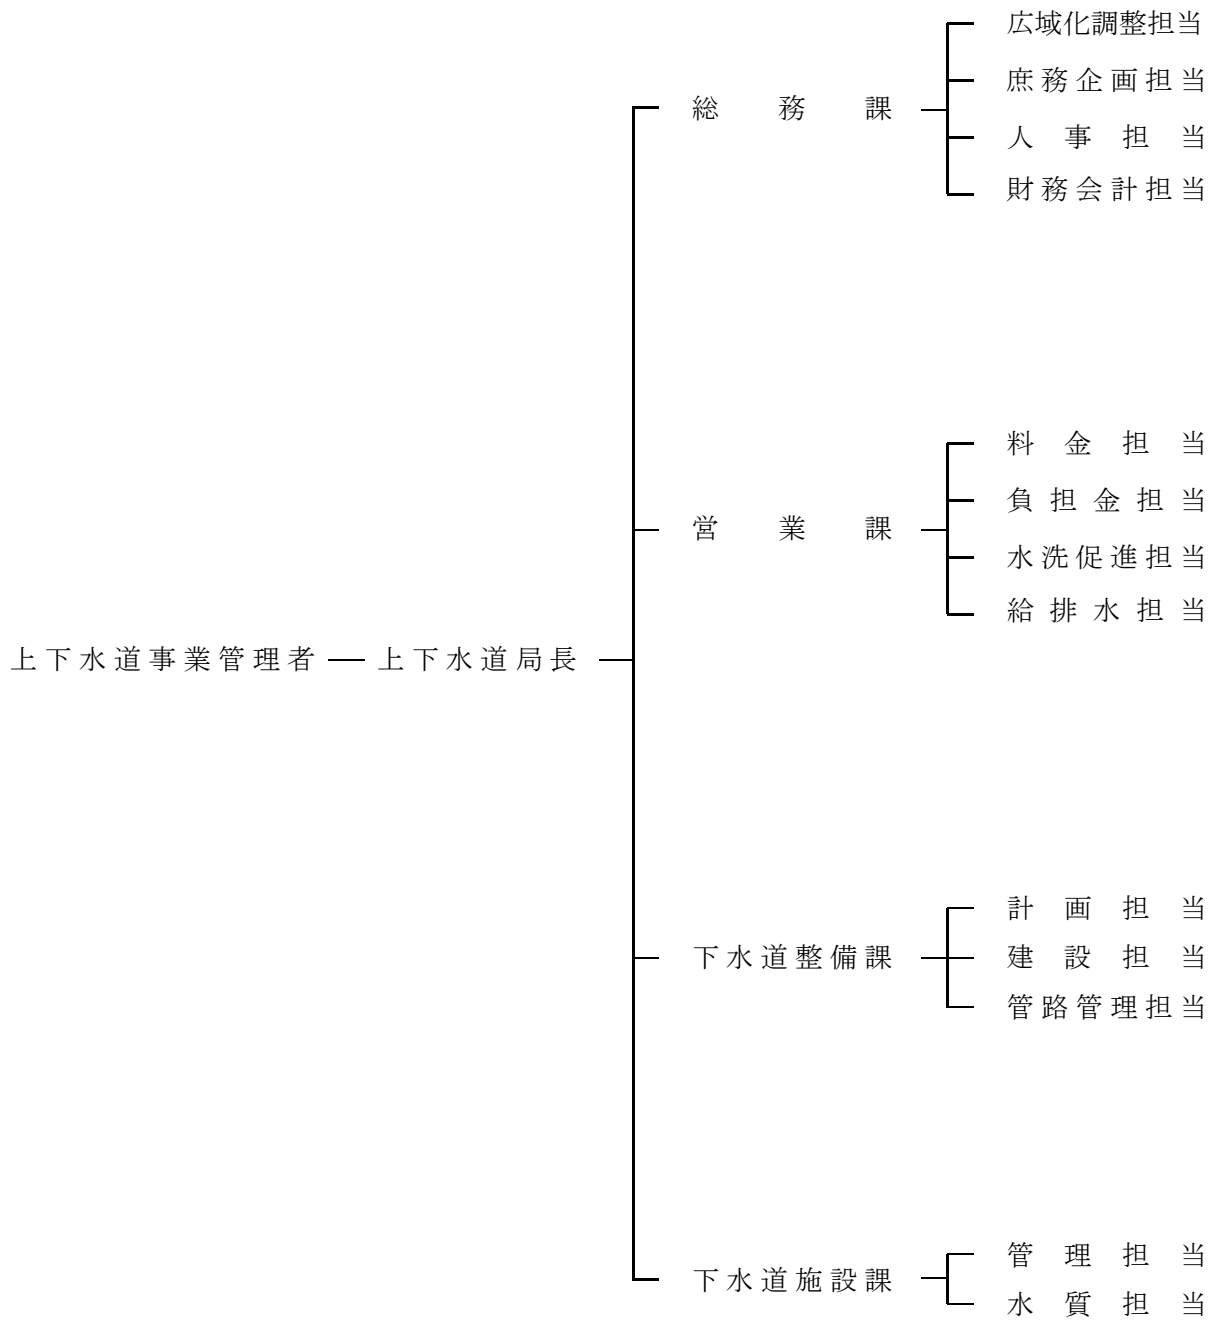 上下水道事業管理者
上下水道局長
総務課
広域化調整担当
庶務企画担当
人事担当
財務会計担当
営業課
料金担当
負担金担当
水洗促進担当
給排水担当
下水道整備課
計画担当
建設担当
管路管理担当
下水道施設課
管理担当
水質担当